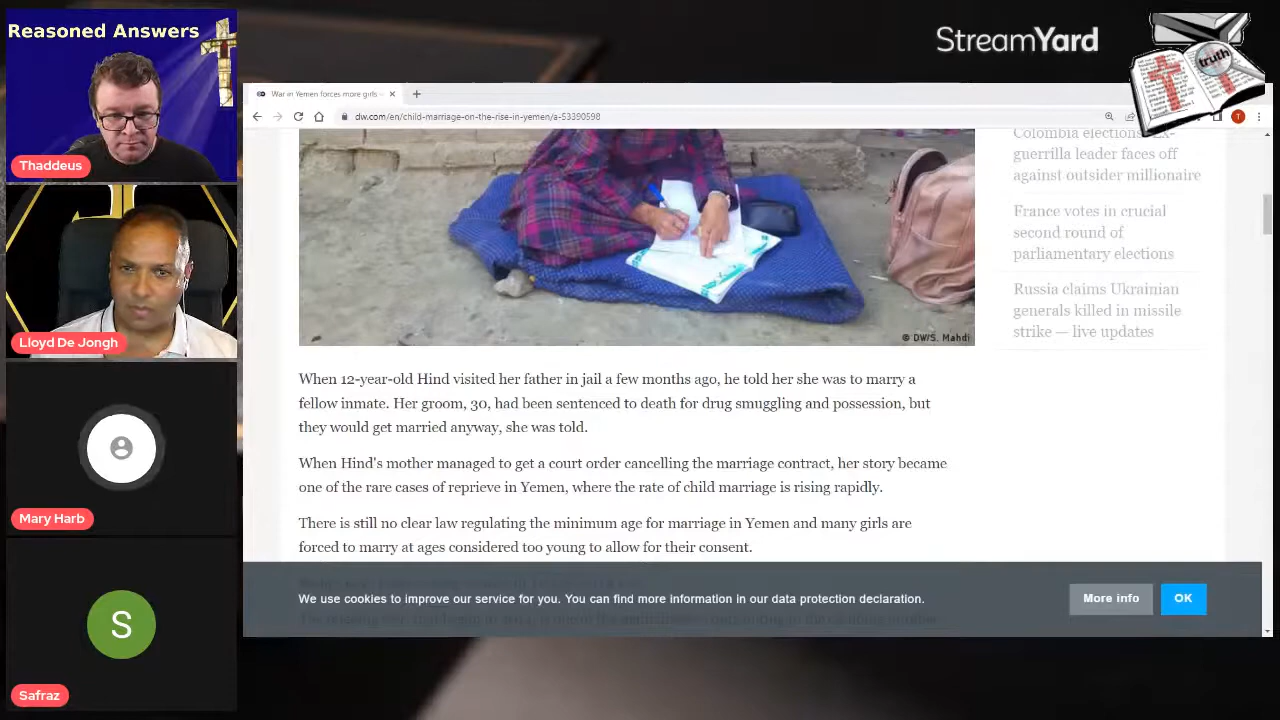 Reasoned Answers
Thaddeus
Lloyd De Jongh
Mary Harb
S
Safraz
StreamYard
truth
War in Yemen forces more girls
dw.com/en/child-marriage-on-the-rise-in-yemen/a-53390598
T
© DW/S. Mahdi
When 12-year-old Hind visited her father in jail a few months ago, he told her she was to marry a
fellow inmate. Her groom, 30, had been sentenced to death for drug smuggling and possession, but
they would get married anyway, she was told.
When Hind's mother managed to get a court order cancelling the marriage contract, her story became
one of the rare cases of reprieve in Yemen, where the rate of child marriage is rising rapidly.
There is still no clear law regulating the minimum age for marriage in Yemen and many girls are
forced to marry at ages considered too young to allow for their consent.
Colombia elections: Ex-
guerrilla leader faces off
against outsider millionaire
France votes in crucial
second round of
parliamentary elections
Russia claims Ukrainian
generals killed in missile
strike — live updates
We use cookies to improve our service for you. You can find more information in our data protection declaration.
More info
OK